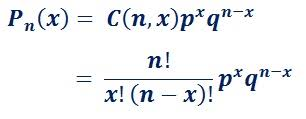 Pₙ(x) = C(n, x)pˣqⁿ⁻ˣ
= n! / x! (n − x)! pˣqⁿ⁻ˣ